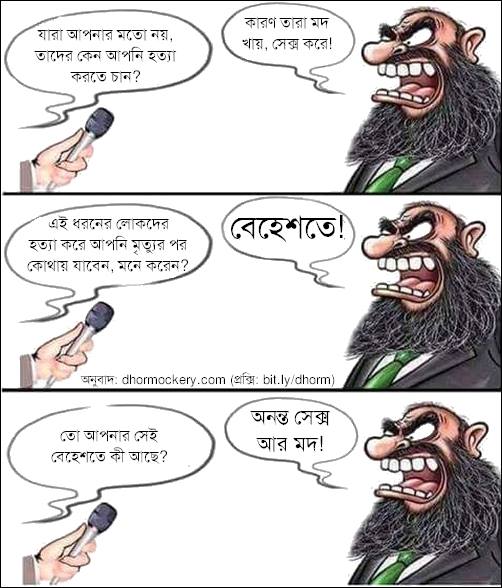 যারা আপনার মতো নয়,
তাদের কেন আপনি হত্যা
করতে চান?
কারণ তারা মদ
খায়, সেক্স করে!
এই ধরনের লোকদের
হত্যা করে আপনি মৃত্যুর পর
কোথায় যাবেন, মনে করেন?
বেহেশতে!
অনুবাদ: dhormockery.com (প্রক্সি: bit.ly/dhorm)
তো আপনার সেই
বেহেশতে কী আছে?
অনন্ত সেক্স
আর মদ!